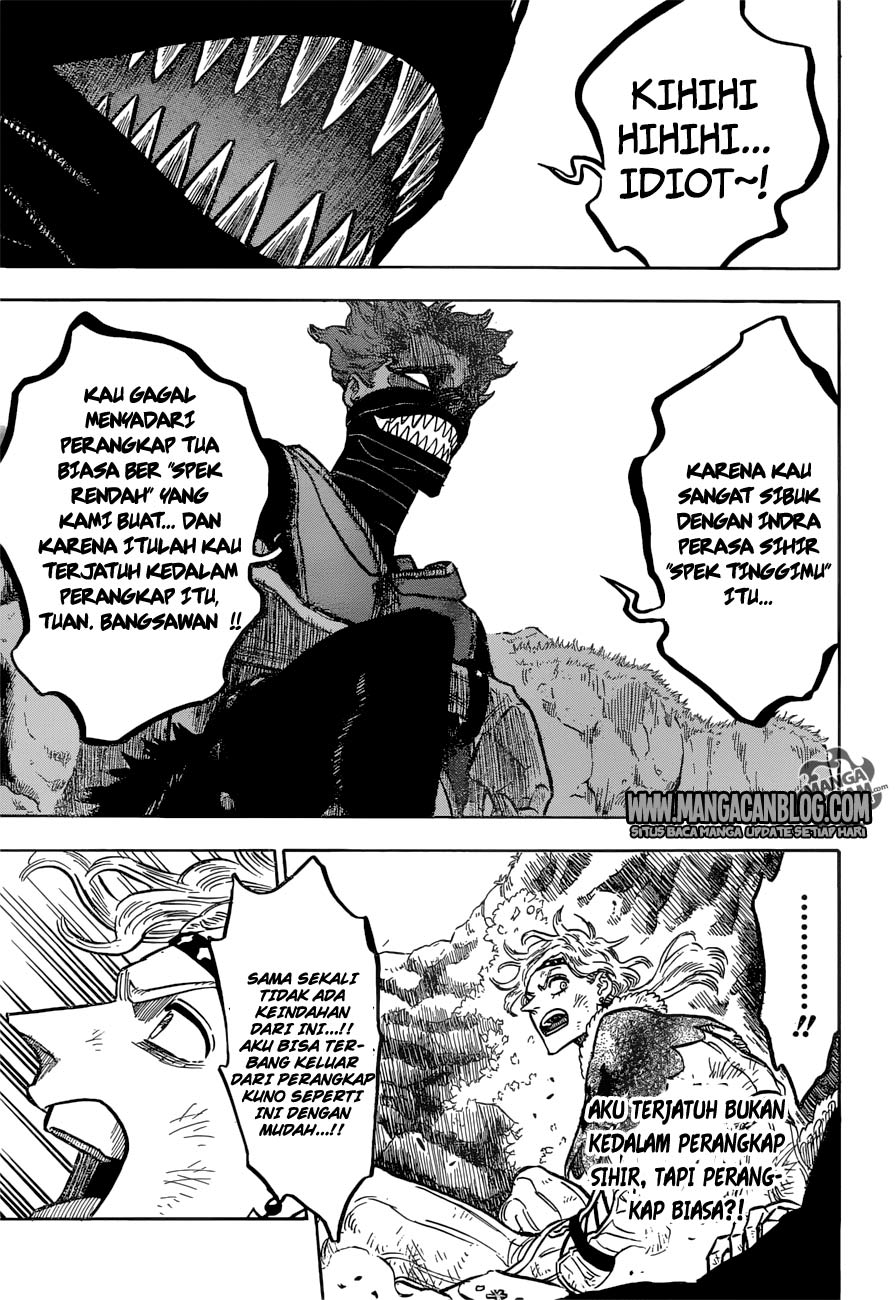 KIHIHI
HIHIHI...
IDIOT~!
KARENA KAU
SANGAT SIBUK
DENGAN INDRA
PERASA SIHIR
"SPEK TINGGIMU"
ITU...
KAU GAGAL
MENYADARI
PERANGKAP TUA
BIASA BER "SPEK
RENDAH" YANG
KAMI BUAT... DAN
KARENA ITULAH KAU
TERJATUH KEDALAM
PERANGKAP ITU,
TUAN. BANGSAWAN !!
WWW.MANGACANBLOG.COM
SITUS BACA MANGA UPDATE SETIAP HARI
.........!!
AKU TERJATUH BUKAN
KEDALAM PERANGKAP
SIHIR, TAPI PERANG-
KAP BIASA?!
SAMA SEKALI
TIDAK ADA
KEINDAHAN
DARI INI...!!
AKU BISA TER-
BANG KELUAR
DARI PERANGKAP
KUNO SEPERTI
INI DENGAN
MUDAH...!!